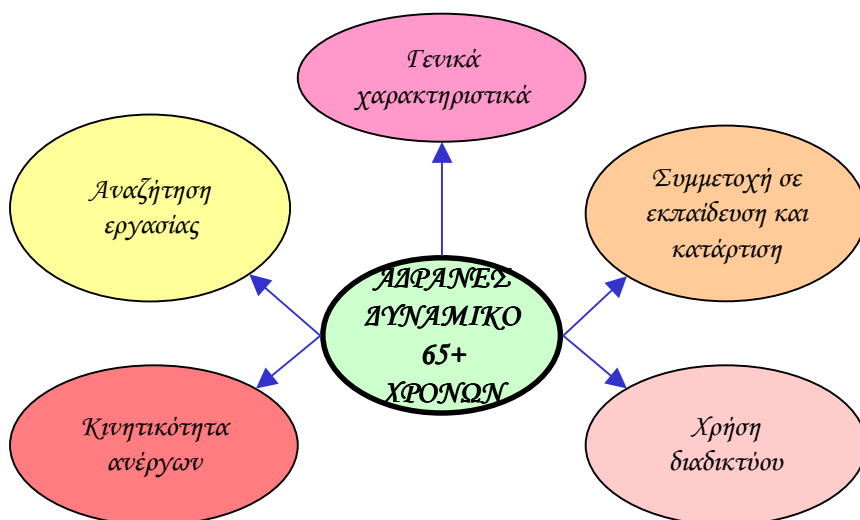 Γενικά
χαρακτηριστικά
Αναζήτηση
εργασίας
Συμμετοχή σε
εκπαίδευση και
κατάρτιση
ΑΔΡΑΝΕΣ
ΔΥΝΑΜΙΚΟ
65+
ΧΡΟΝΩΝ
Κινητικότητα
ανέργων
Χρήση
διαδικτύου